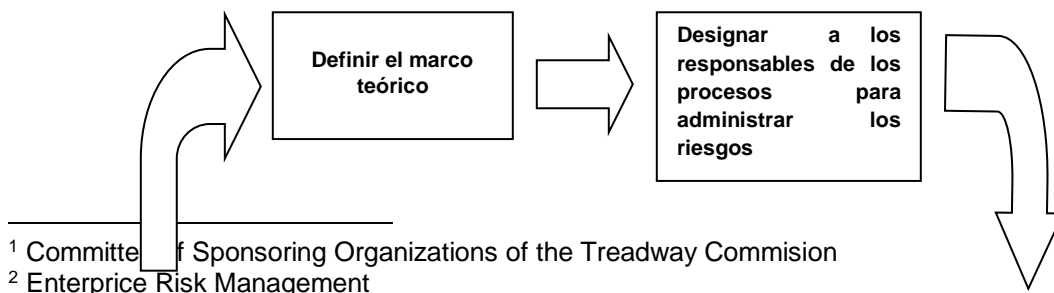 Definir el marco
teórico
Designar a los
responsables de los
procesos para
administrar los
riesgos
1 Committe f Sponsoring Organizations of the Treadway Commision
2 Enterprice Risk Management